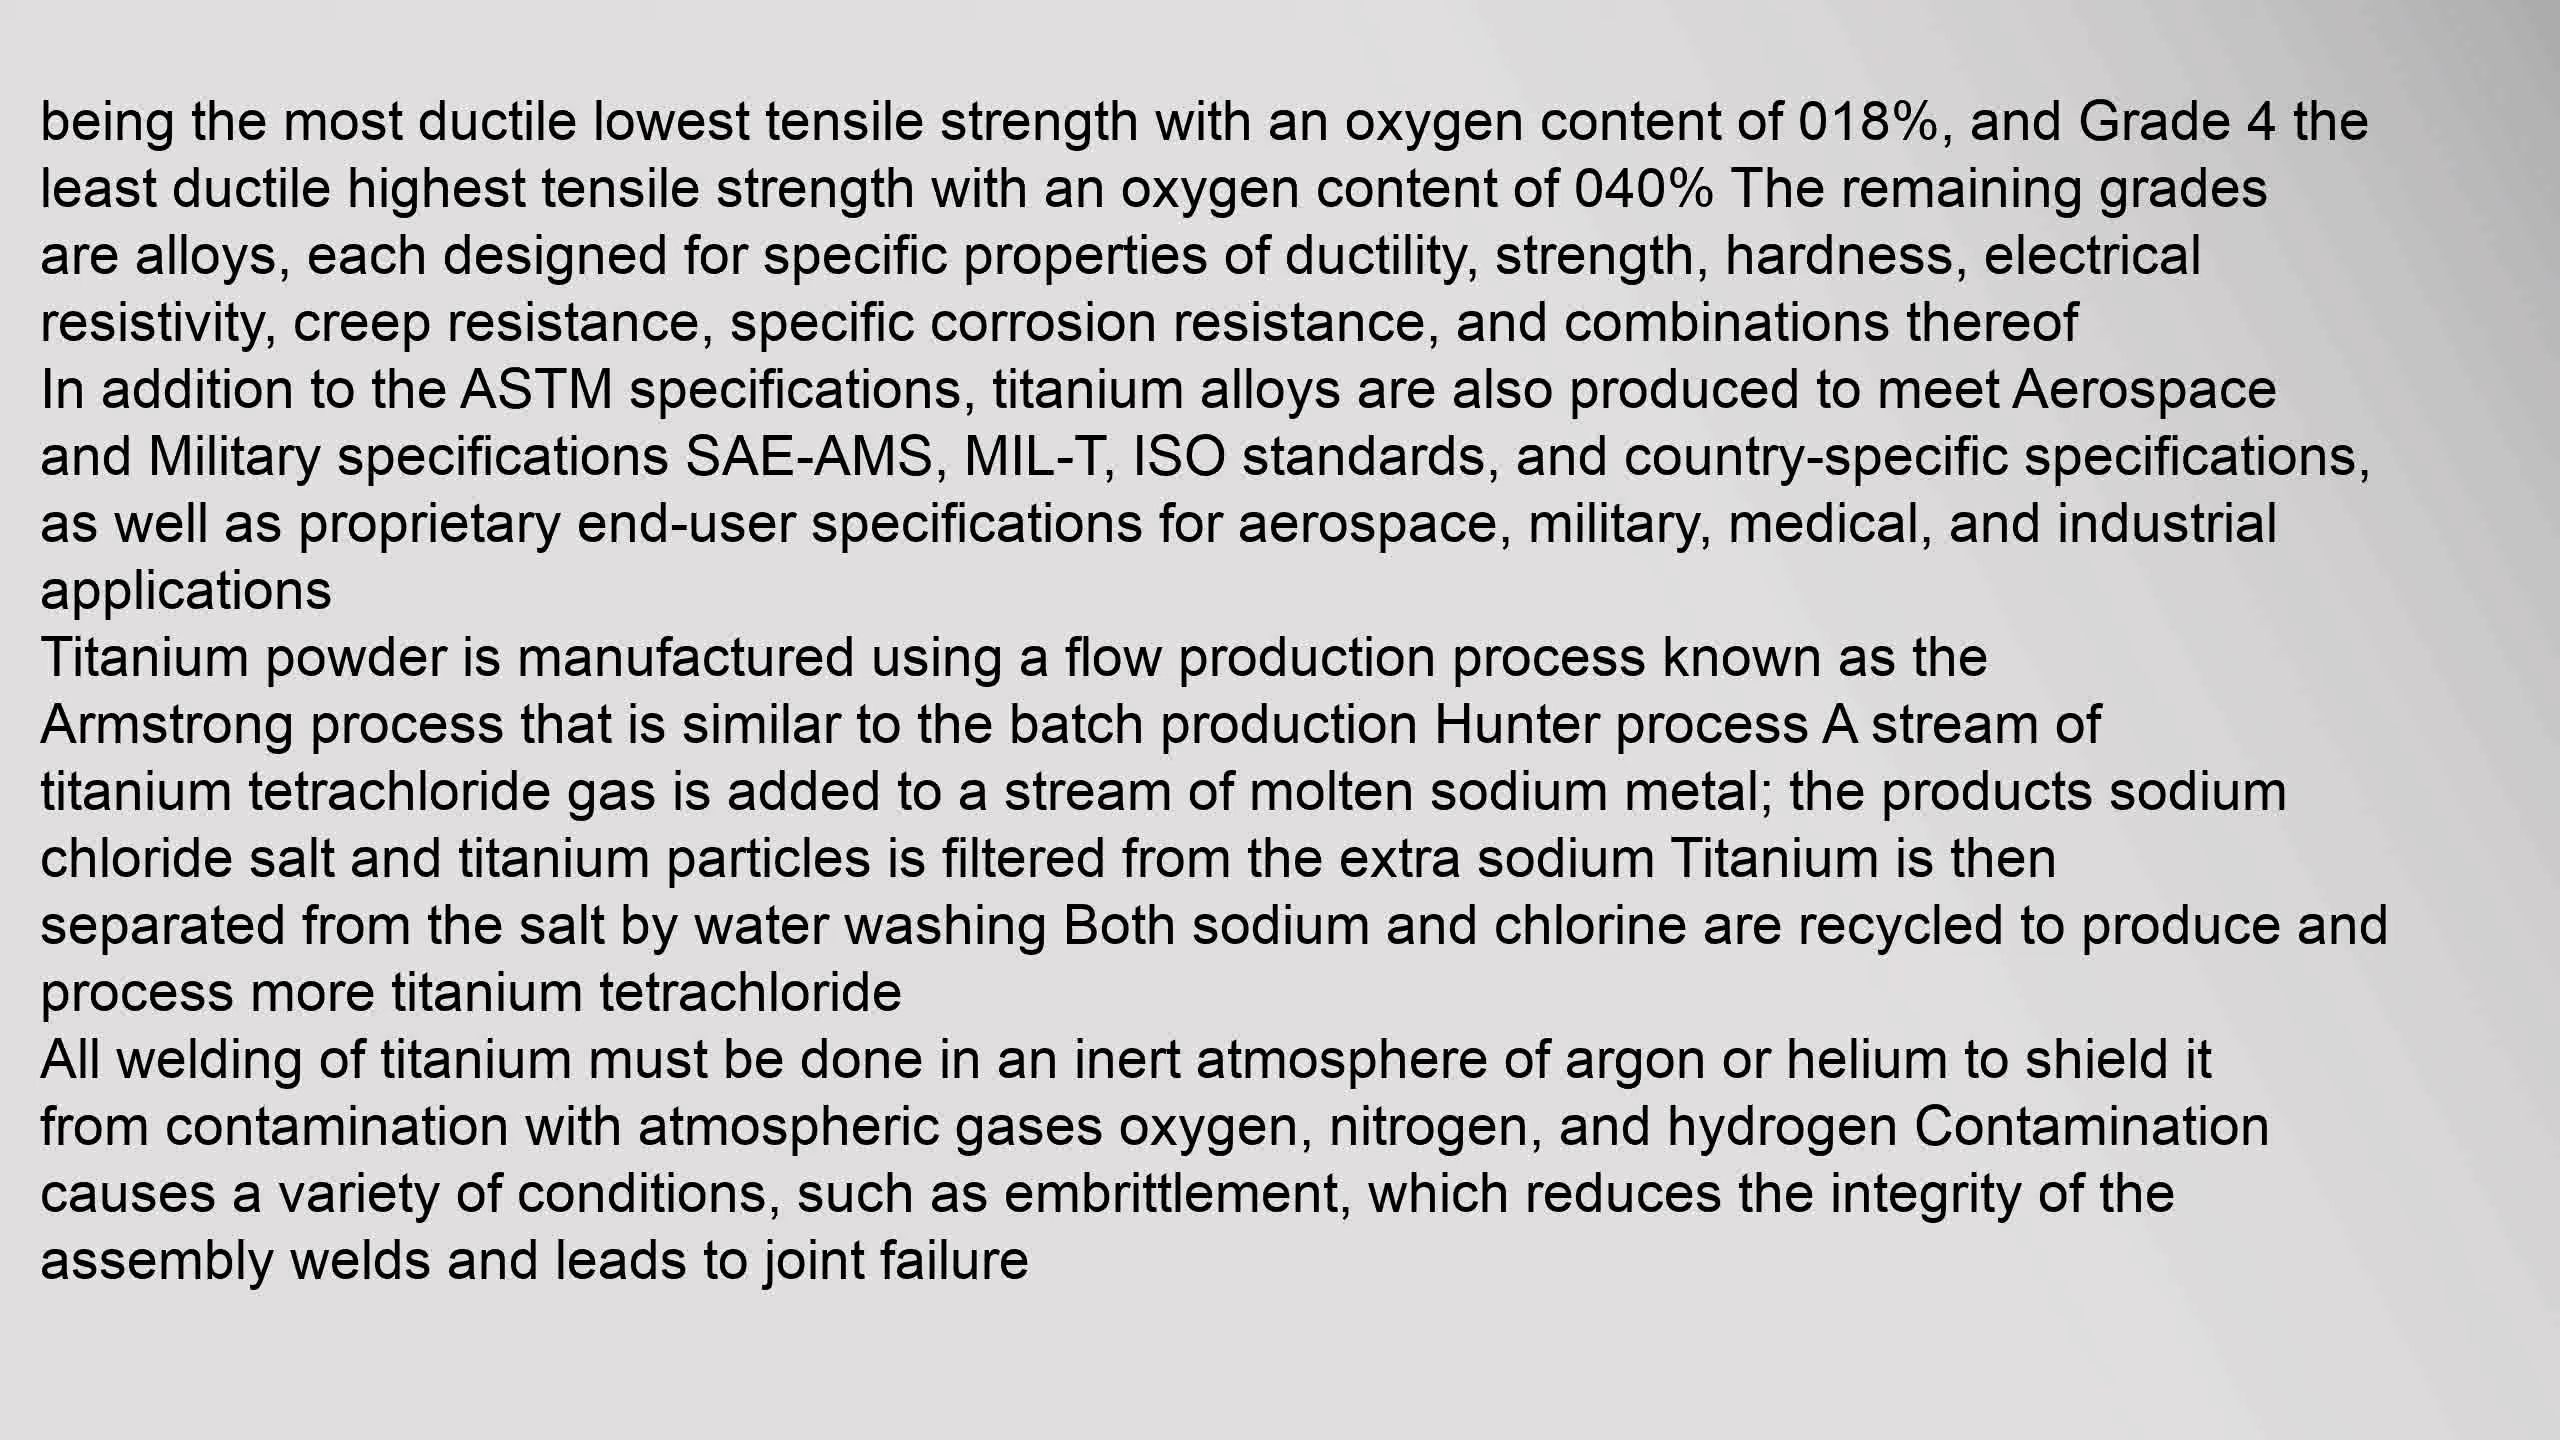 being the most ductile lowest tensile strength with an oxygen content of 018%, and Grade 4 the
least ductile highest tensile strength with an oxygen content of 040% The remaining grades
are alloys, each designed for specific properties of ductility, strength, hardness, electrical
resistivity, creep resistance, specific corrosion resistance, and combinations thereof
In addition to the ASTM specifications, titanium alloys are also produced to meet Aerospace
and Military specifications SAE-AMS, MIL-T, ISO standards, and country-specific specifications,
as well as proprietary end-user specifications for aerospace, military, medical, and industrial
applications
Titanium powder is manufactured using a flow production process known as the
Armstrong process that is similar to the batch production Hunter process A stream of
titanium tetrachloride gas is added to a stream of molten sodium metal; the products sodium
chloride salt and titanium particles is filtered from the extra sodium Titanium is then
separated from the salt by water washing Both sodium and chlorine are recycled to produce and
process more titanium tetrachloride
All welding of titanium must be done in an inert atmosphere of argon or helium to shield it
from contamination with atmospheric gases oxygen, nitrogen, and hydrogen Contamination
causes a variety of conditions, such as embrittlement, which reduces the integrity of the
assembly welds and leads to joint failure